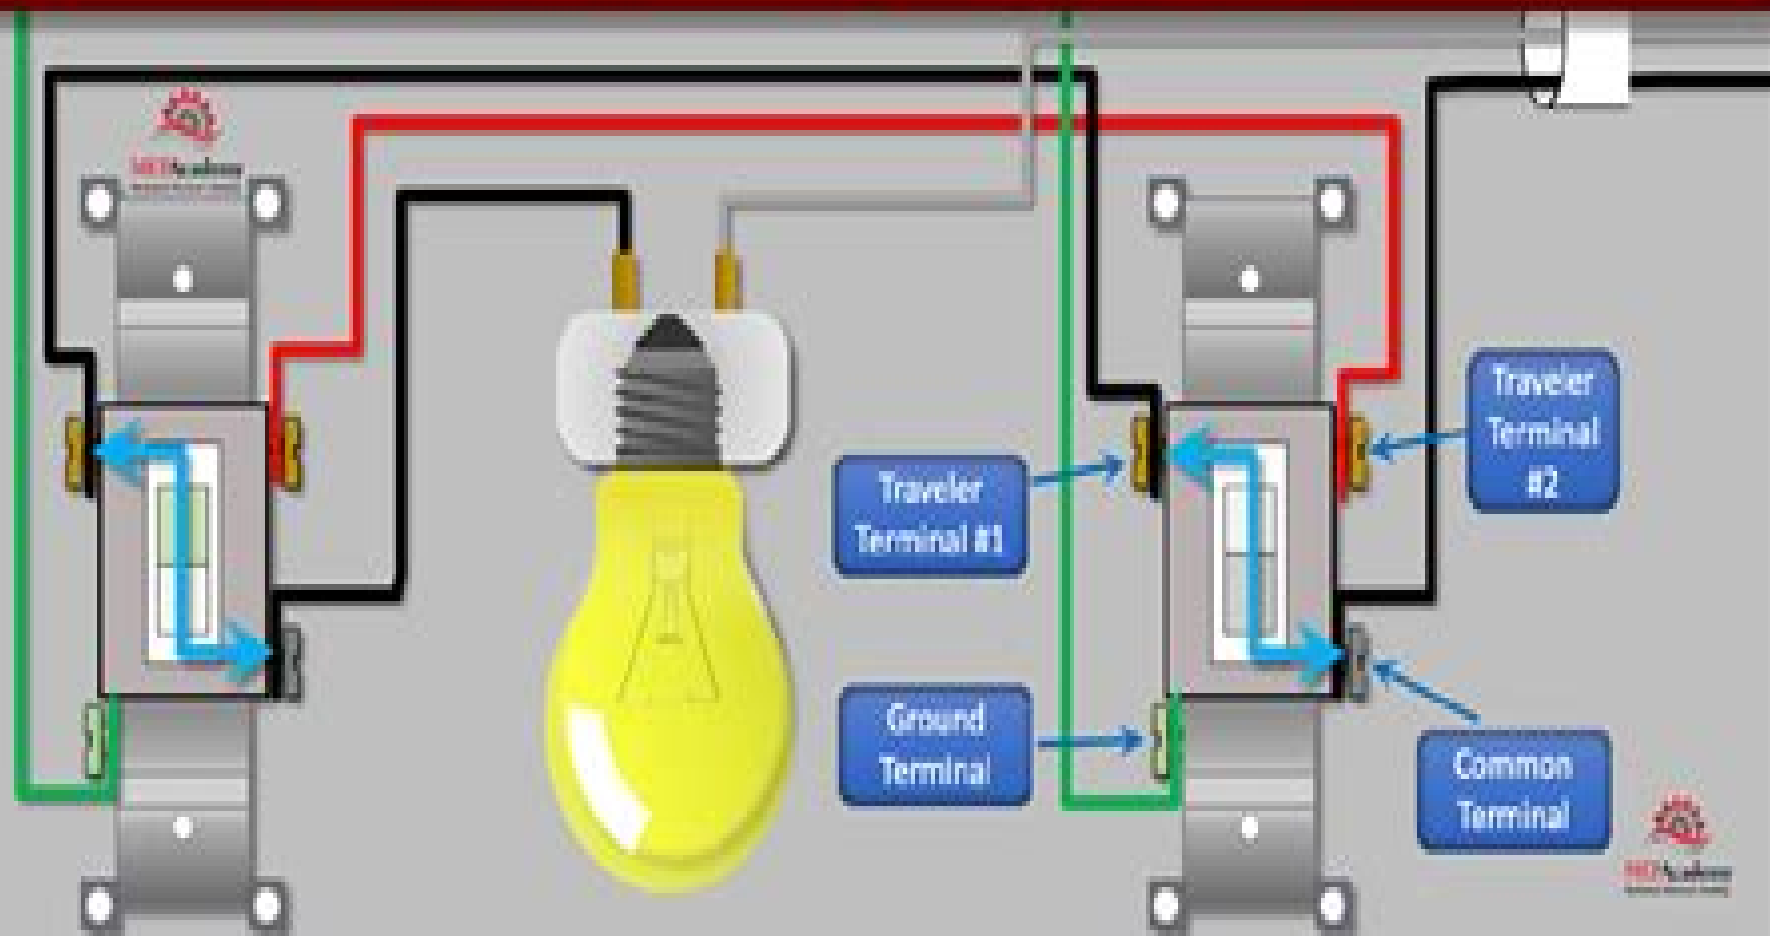 Traveler
Terminal
#2
Traveler
Terminal #1
Ground
Terminal
Common
Terminal